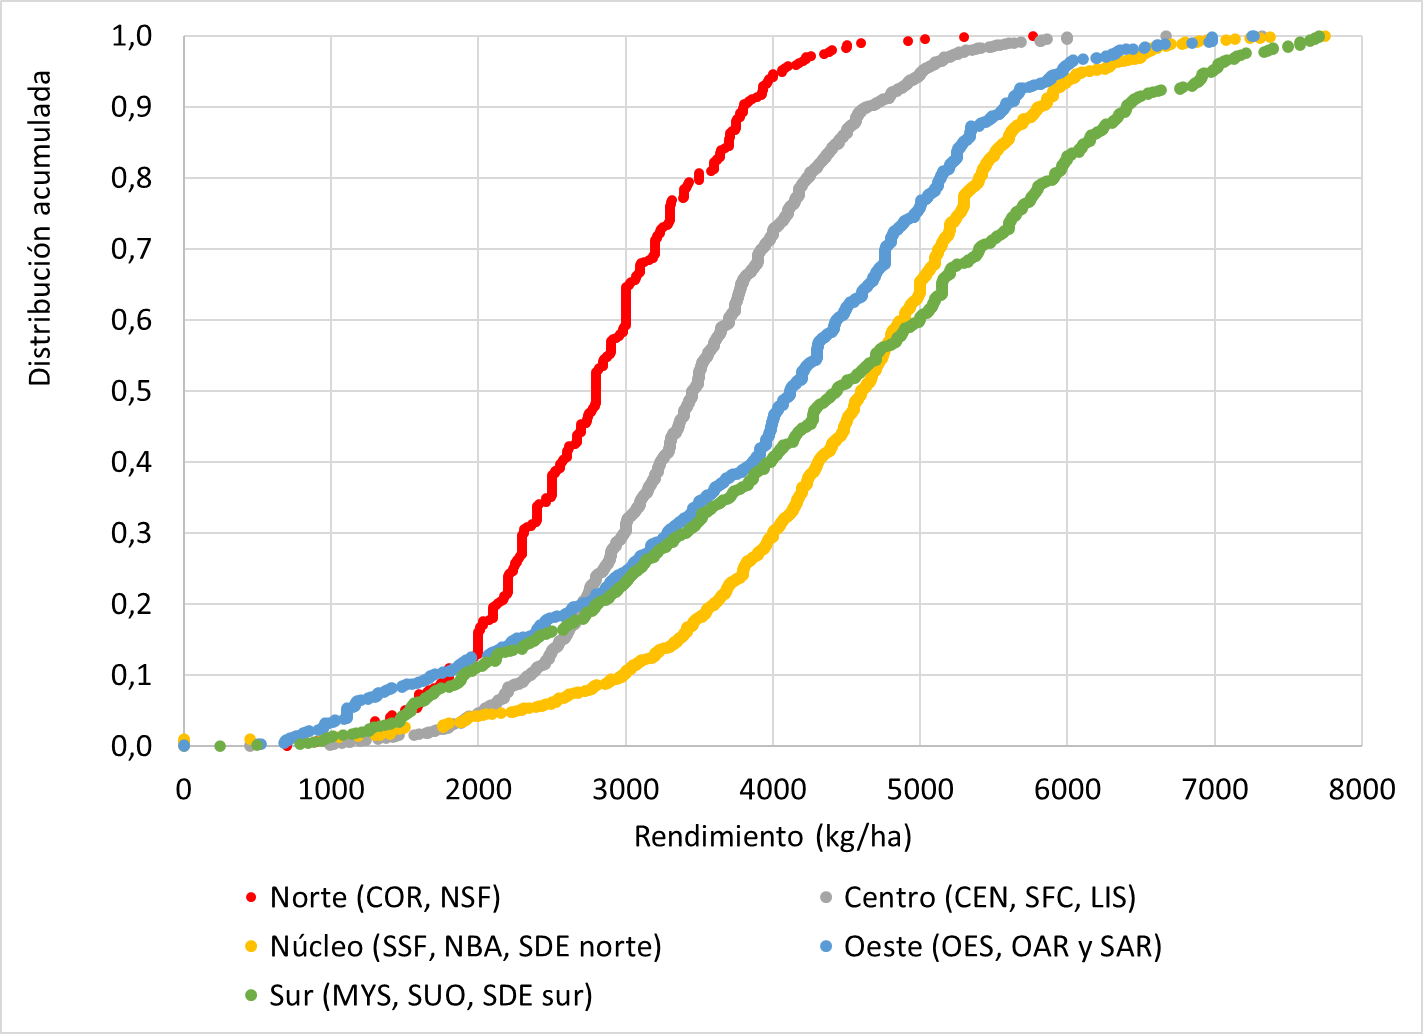 Distribución acumulada
1,0
0,9
0,8
0,7
0,6
0,5
0,4
0,3
0,2
0,1
0,0
0 1000 2000 3000 4000 5000 6000 7000 8000
Rendimiento (kg/ha)
Norte (COR, NSF) Centro (CEN, SFC, LIS)
Núcleo (SSF, NBA, SDE norte) Oeste (OES, OAR y SAR)
Sur (MYS, SUO, SDE sur)